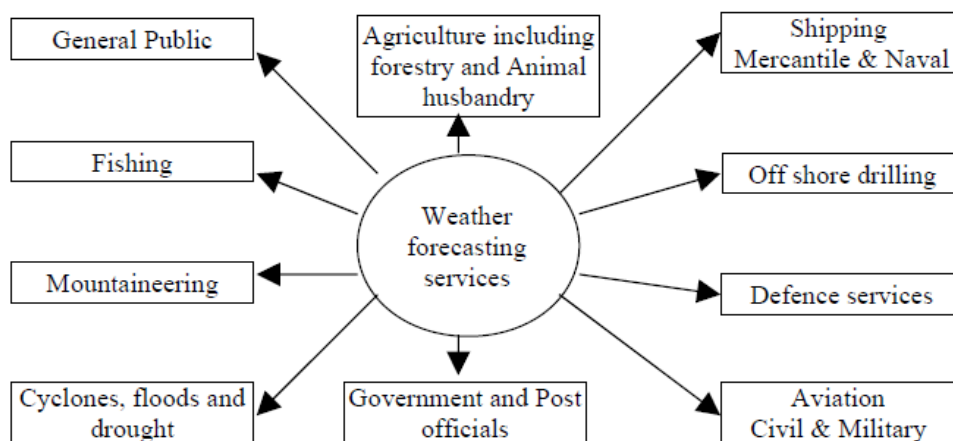 General Public
Agriculture including
forestry and Animal
husbandry
Shipping
Mercantile & Naval
Fishing
Off shore drilling
Weather
forecasting
services
Mountaineering
Defence services
Cyclones, floods and
drought
Government and Post
officials
Aviation
Civil & Military